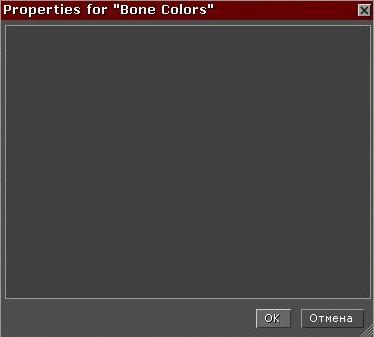 Properties for "Bone Colors"
OK
Отмена